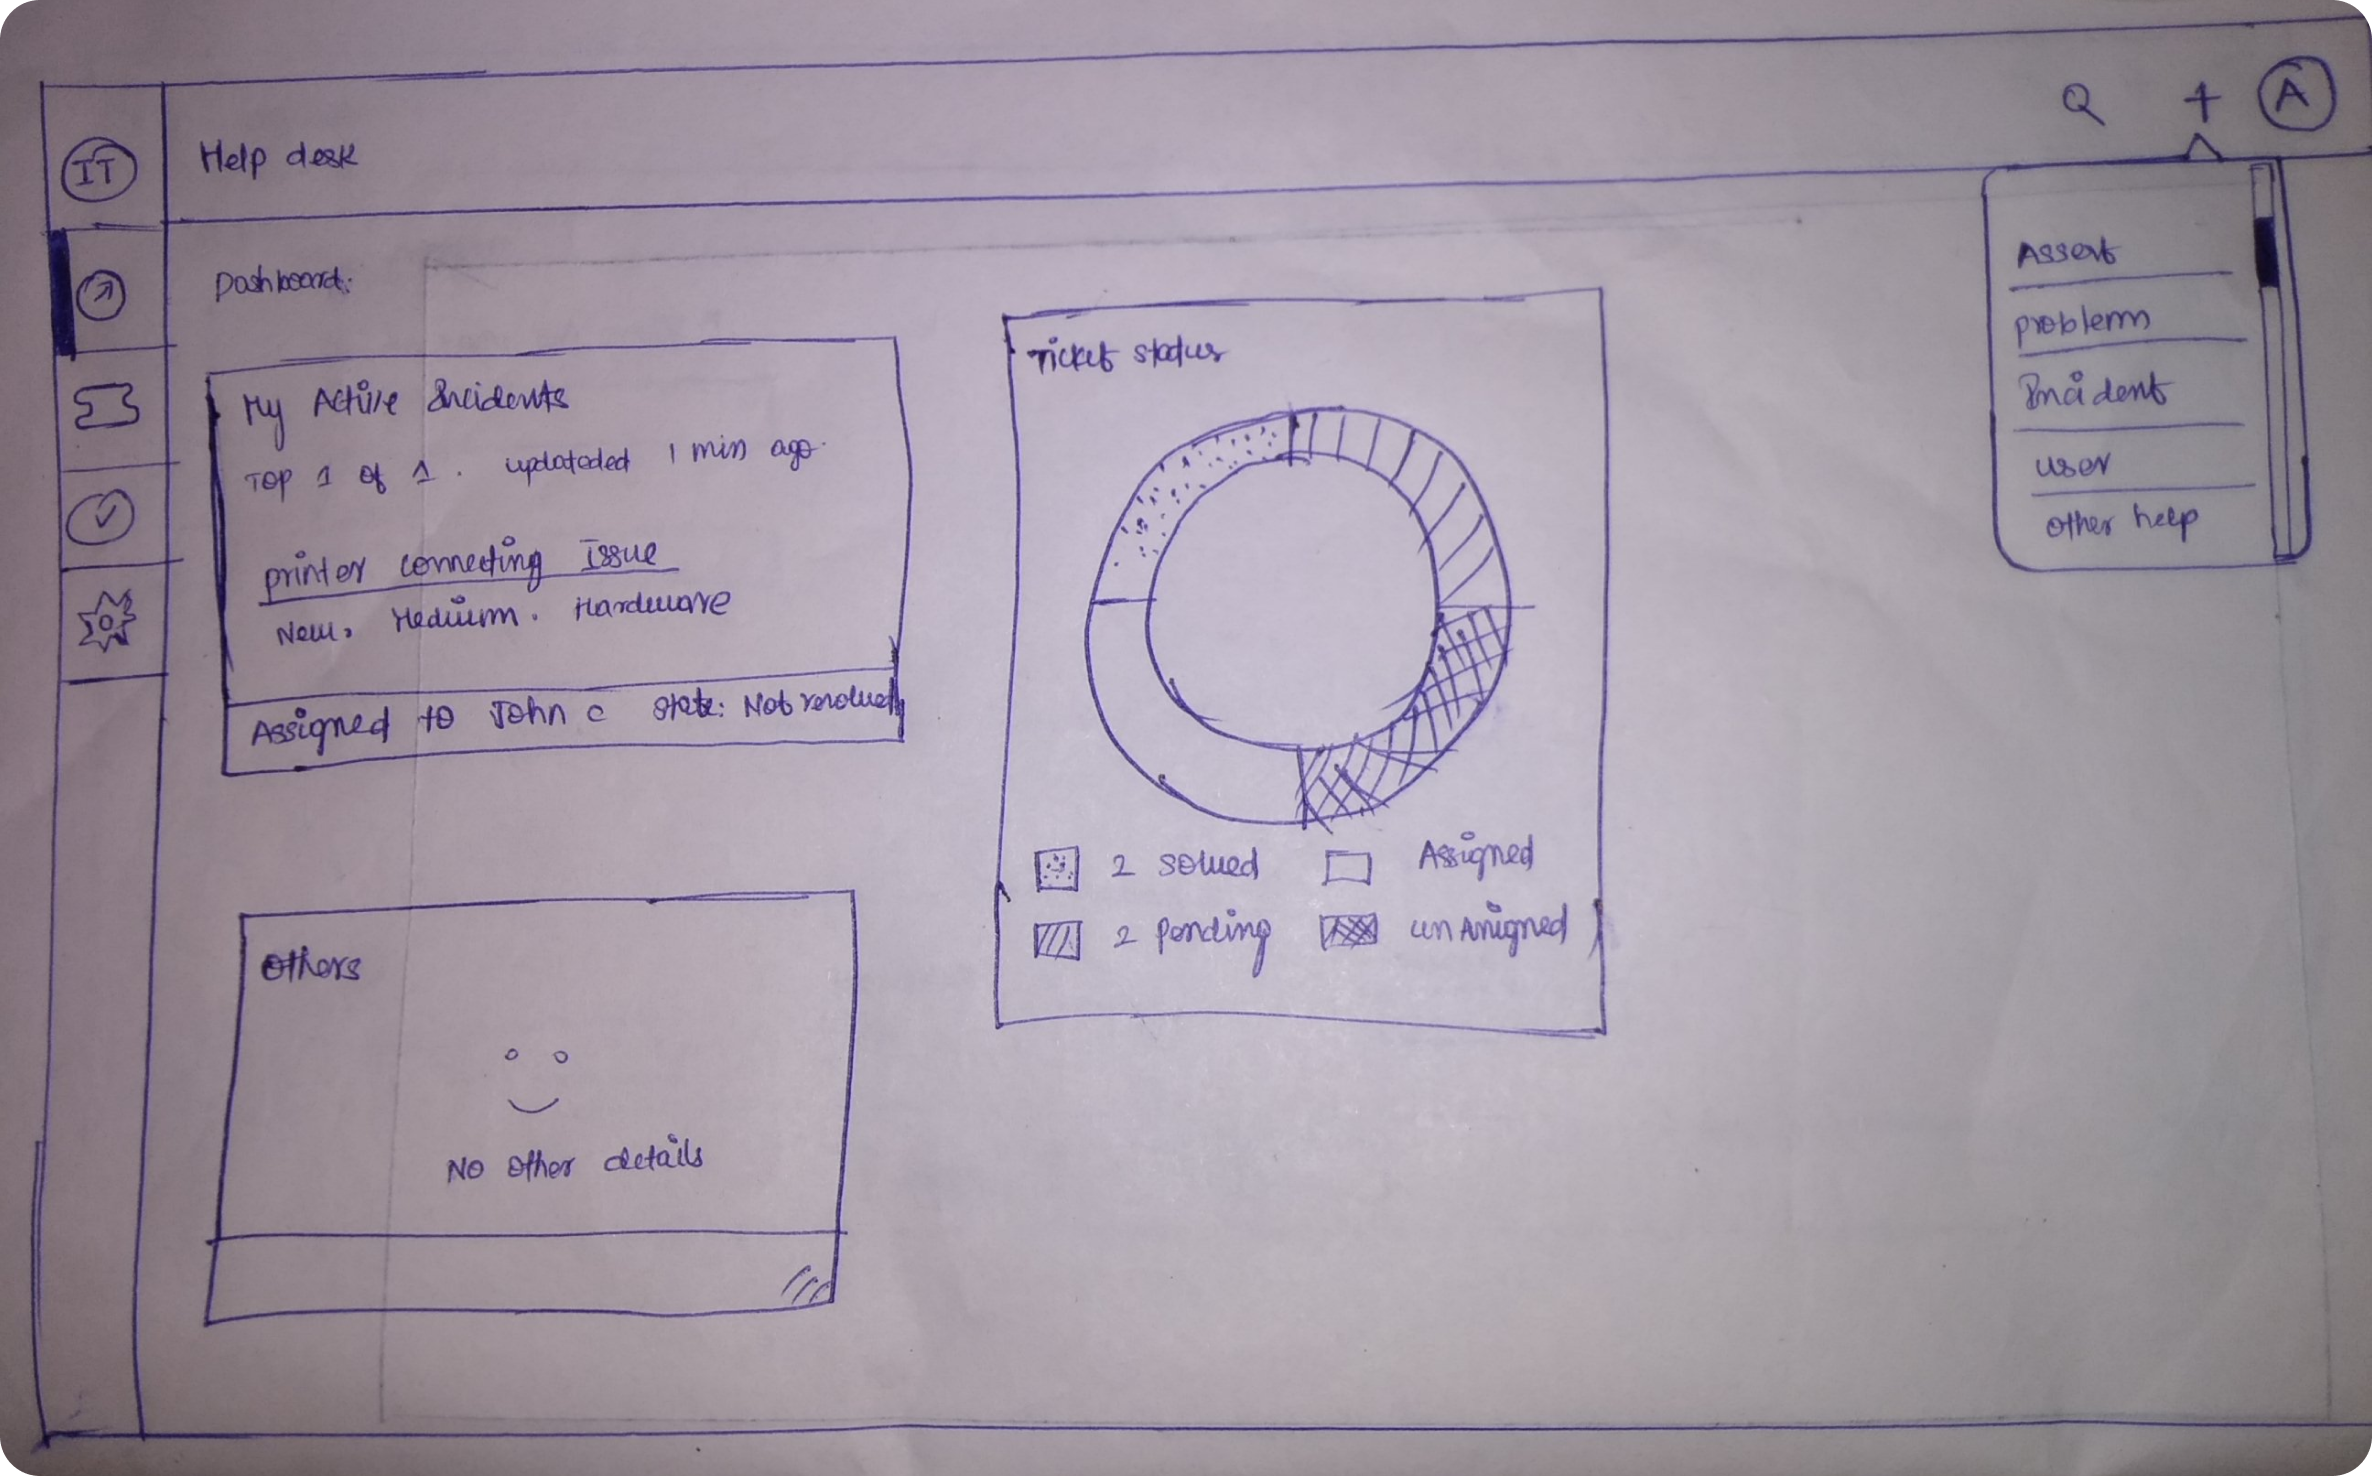 IT
Help desk
Q + A
Dashboard:
My Active Incidents
Top 1 of 1 . updateded 1 min ago.
printer connecting Issue
New. Medium. Hardware
Assigned to John c state: Not resolved
Others
No other details
Ticket status
2 Solved
Assigned
2 Pending
un Assigned
Assert
problem
Incident
user
other help